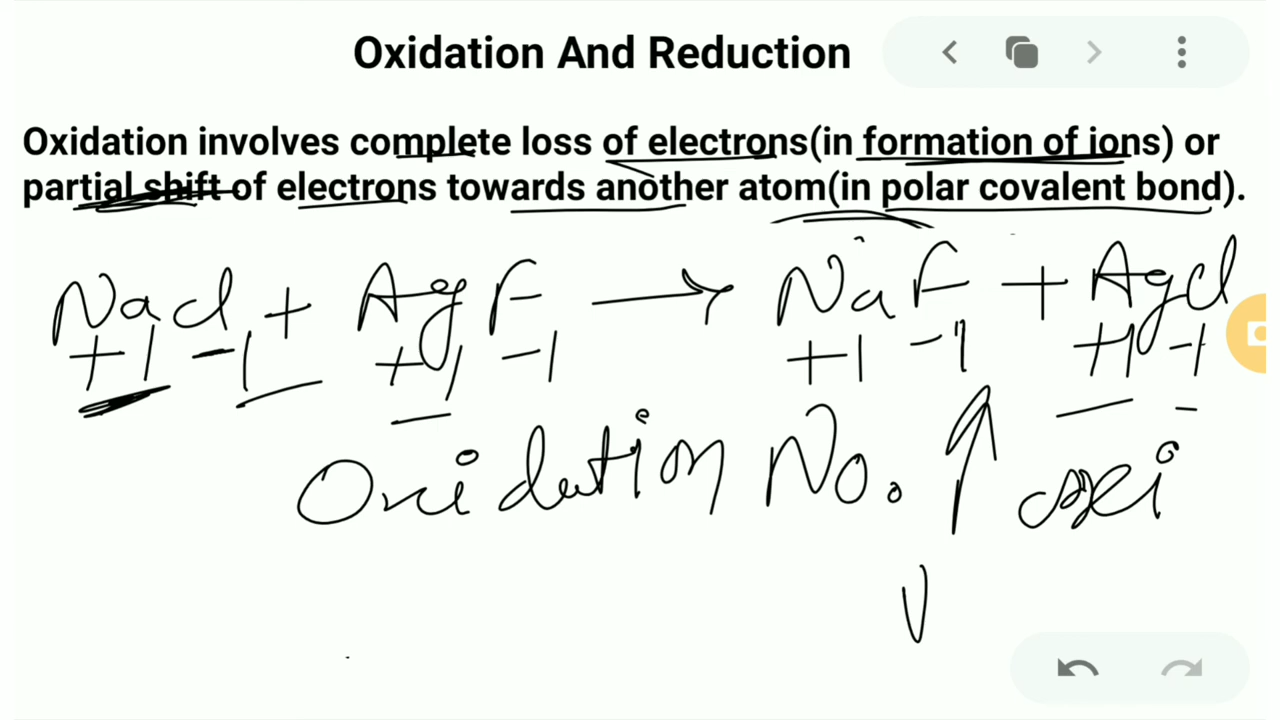 Oxidation And Reduction
Oxidation involves complete loss of electrons(in formation of ions) or
partial shift of electrons towards another atom(in polar covalent bond).
Nacl + AgF → NaF + Agcl
+1 -1 +1 -1 +1 -1 +1 -1
Oxidation No. ↑ oxi